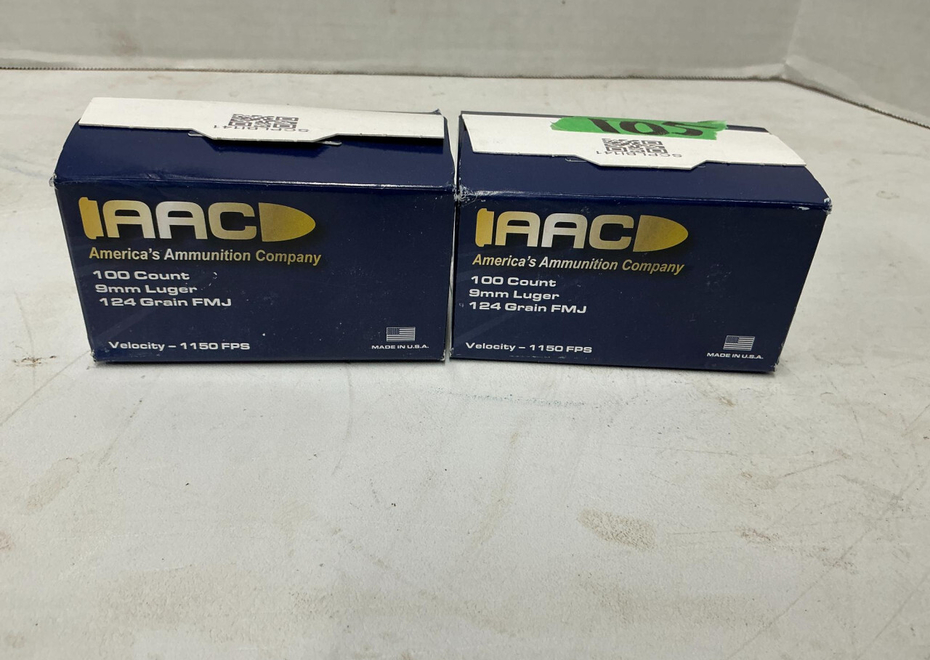 AAC
America's Ammunition Company
100 Count
9mm Luger
124 Grain FMJ
Velocity – 1150 FPS
MADE IN U.S.A.
105
AAC
America's Ammunition Company
100 Count
9mm Luger
124 Grain FMJ
Velocity – 1150 FPS
MADE IN U.S.A.